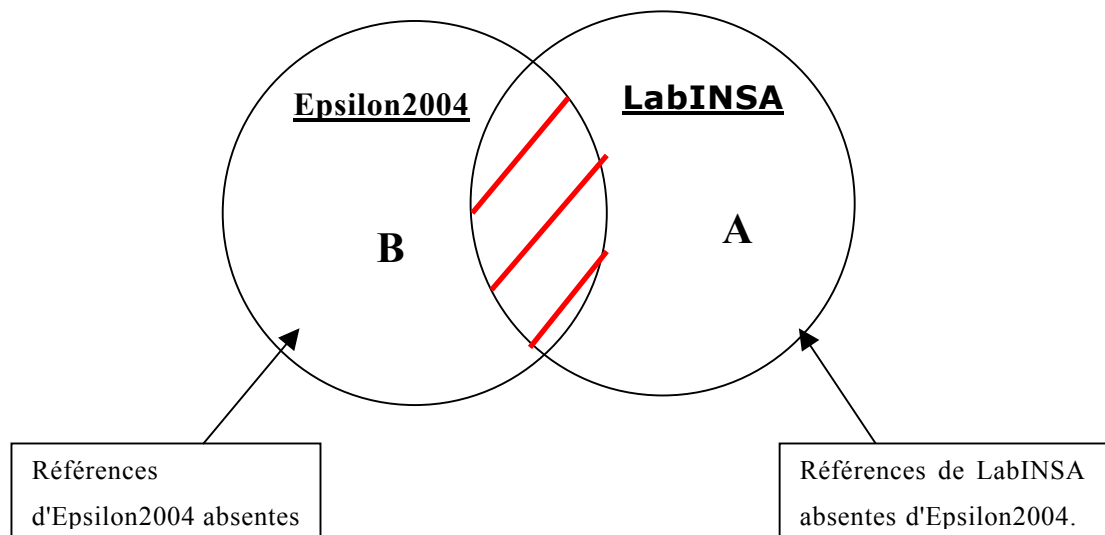 Epsilon2004
LabINSA
B
A
Références
d'Epsilon2004 absentes
Références de LabINSA
absentes d'Epsilon2004.